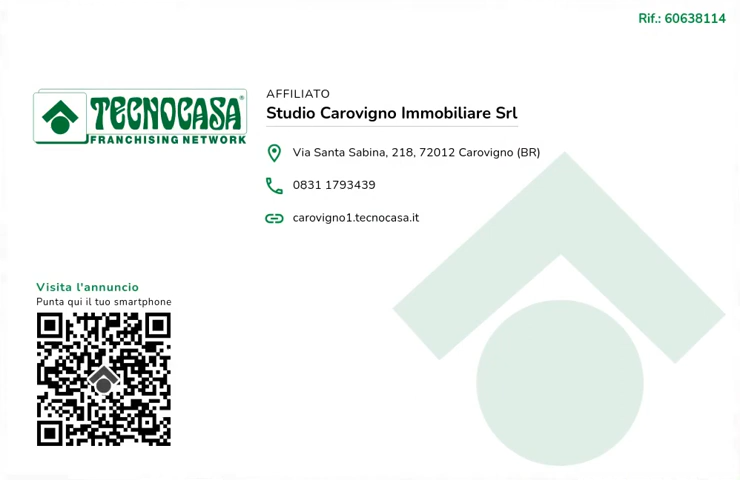 Rif.: 60638114
TECNOCASA®
FRANCHISING NETWORK
AFFILIATO
Studio Carovigno Immobiliare Srl
Via Santa Sabina, 218, 72012 Carovigno (BR)
0831 1793439
carovigno1.tecnocasa.it
Visita l'annuncio
Punta qui il tuo smartphone